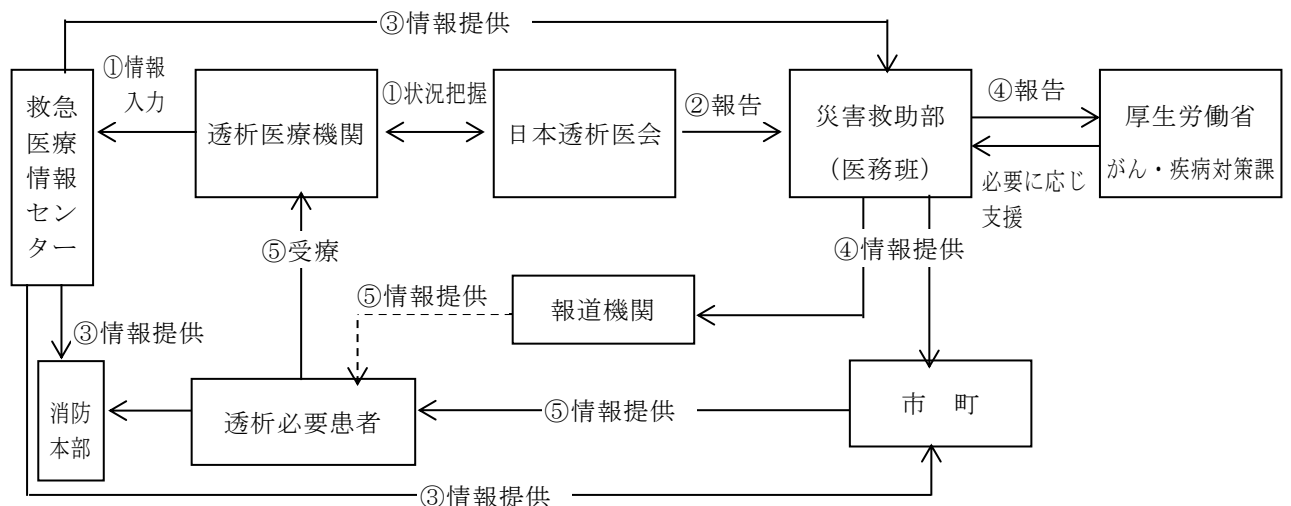 ③情報提供
①情報
入力
救急
医療
情報
セン
ター
透析医療機関
①状況把握
日本透析医会
②報告
災害救助部
（医務班）
④報告
必要に応じ
支援
厚生労働省
がん・疾病対策課
⑤受療
④情報提供
⑤情報提供
報道機関
③情報提供
消防
本部
透析必要患者
⑤情報提供
市　町
③情報提供